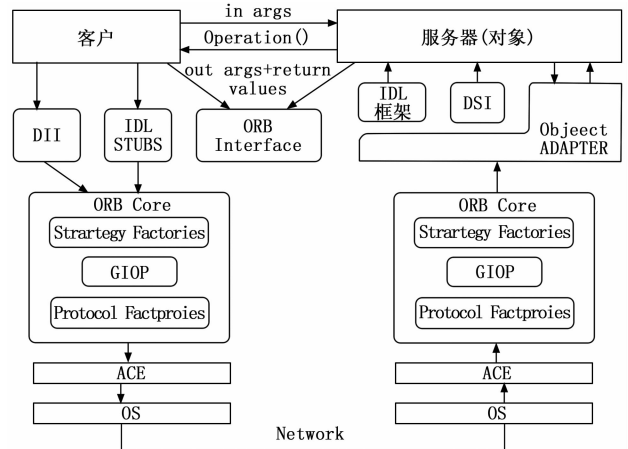 in args
客户
Operation()
服务器(对象)
out args+return
values
DII
IDL
STUBS
ORB
Interface
IDL
框架
DSI
Objeect
ADAPTER
ORB Core
Strartegy Factories
GIOP
Protocol Factproies
ACE
OS
ORB Core
Strartegy Factories
GIOP
Protocol Factproies
ACE
OS
Network